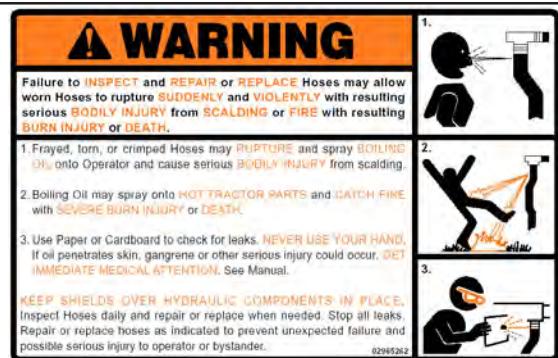 WARNING
Failure to INSPECT and REPAIR or REPLACE Hoses may allow
worn Hoses to rupture SUDDENLY and VIOLENTLY with resulting
serious BODILY INJURY from SCALDING or FIRE with resulting
BURN INJURY or DEATH.
1. Frayed, torn, or crimped Hoses may RUPTURE and spray BOILING
OIL onto Operator and cause serious BODILY INJURY from scalding.
2. Boiling Oil may spray onto HOT TRACTOR PARTS and CATCH FIRE
with SEVERE BURN INJURY or DEATH.
3. Use Paper or Cardboard to check for leaks. NEVER USE YOUR HAND.
If oil penetrates skin, gangrene or other serious injury could occur. GET
IMMEDIATE MEDICAL ATTENTION. See Manual.
KEEP SHIELDS OVER HYDRAULIC COMPONENTS IN PLACE.
Inspect Hoses daily and repair or replace when needed. Stop all leaks.
Repair or replace hoses as indicated to prevent unexpected failure and
possible serious injury to operator or bystander.
02965262
1.
2.
3.